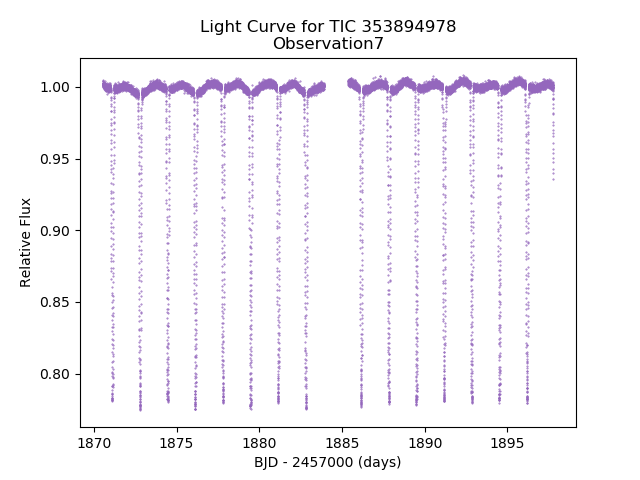 Light Curve for TIC 353894978
Observation7
1.00
0.95
0.90
0.85
0.80
Relative Flux
1870
1875
1880
1885
1890
1895
BJD - 2457000 (days)